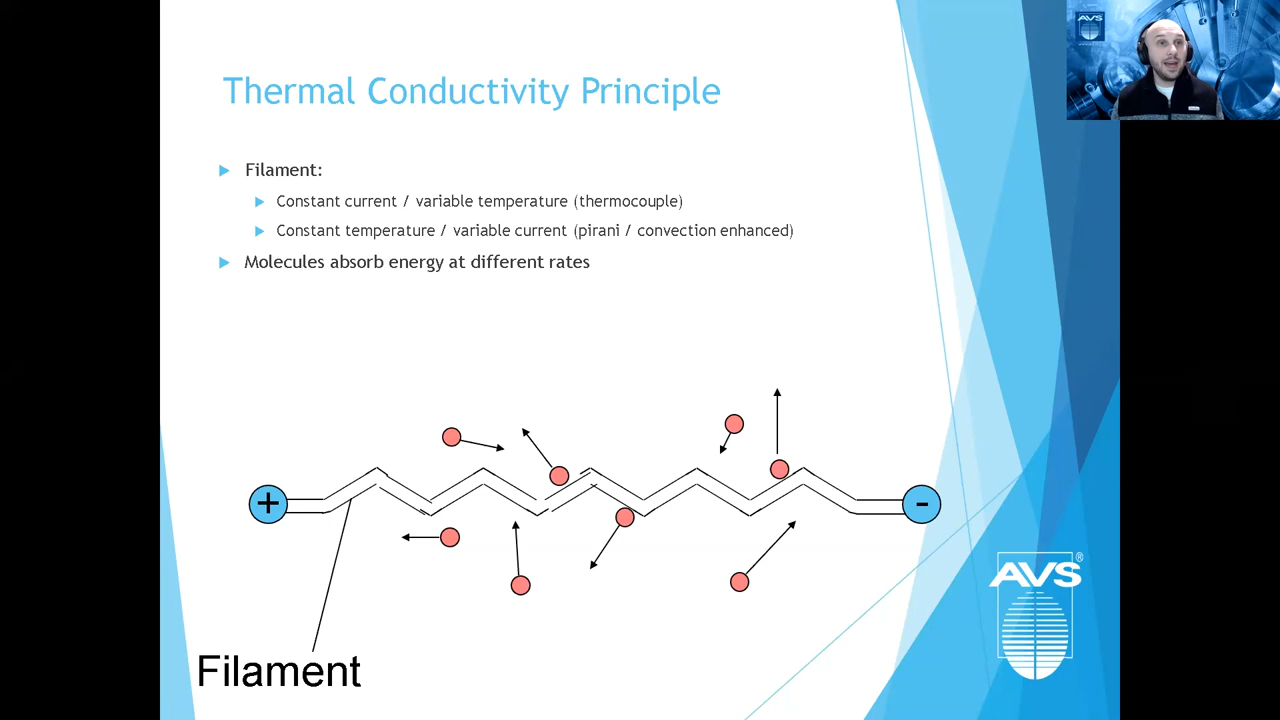 AVS
Thermal Conductivity Principle
Filament:
Constant current / variable temperature (thermocouple)
Constant temperature / variable current (pirani / convection enhanced)
Molecules absorb energy at different rates
+
-
Filament
AVS®